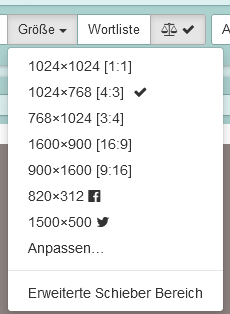 Größe Wortliste A
1024×1024 [1:1]
1024×768 [4:3]
768×1024 [3:4]
1600×900 [16:9]
900×1600 [9:16]
820×312
1500×500
Anpassen…
Erweiterte Schieber Bereich